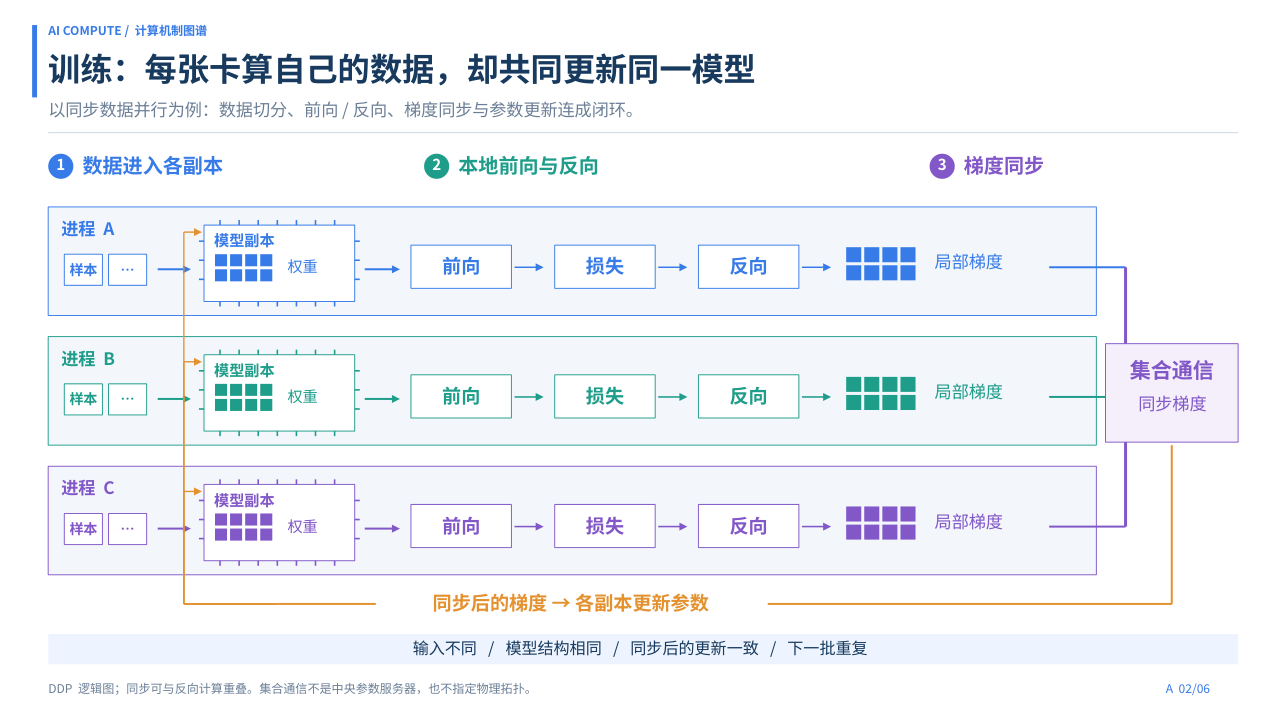 AI COMPUTE / 计算机制图谱
训练：每张卡算自己的数据，却共同更新同一模型
以同步数据并行为例：数据切分、前向 / 反向、梯度同步与参数更新连成闭环。
1 数据进入各副本
2 本地前向与反向
3 梯度同步
进程 A
样本
...
模型副本
权重
前向
损失
反向
局部梯度
进程 B
样本
...
模型副本
权重
前向
损失
反向
局部梯度
集合通信
同步梯度
进程 C
样本
...
模型副本
权重
前向
损失
反向
局部梯度
同步后的梯度 → 各副本更新参数
输入不同 / 模型结构相同 / 同步后的更新一致 / 下一批重复
DDP 逻辑图；同步可与反向计算重叠。集合通信不是中央参数服务器，也不指定物理拓扑。
A 02/06